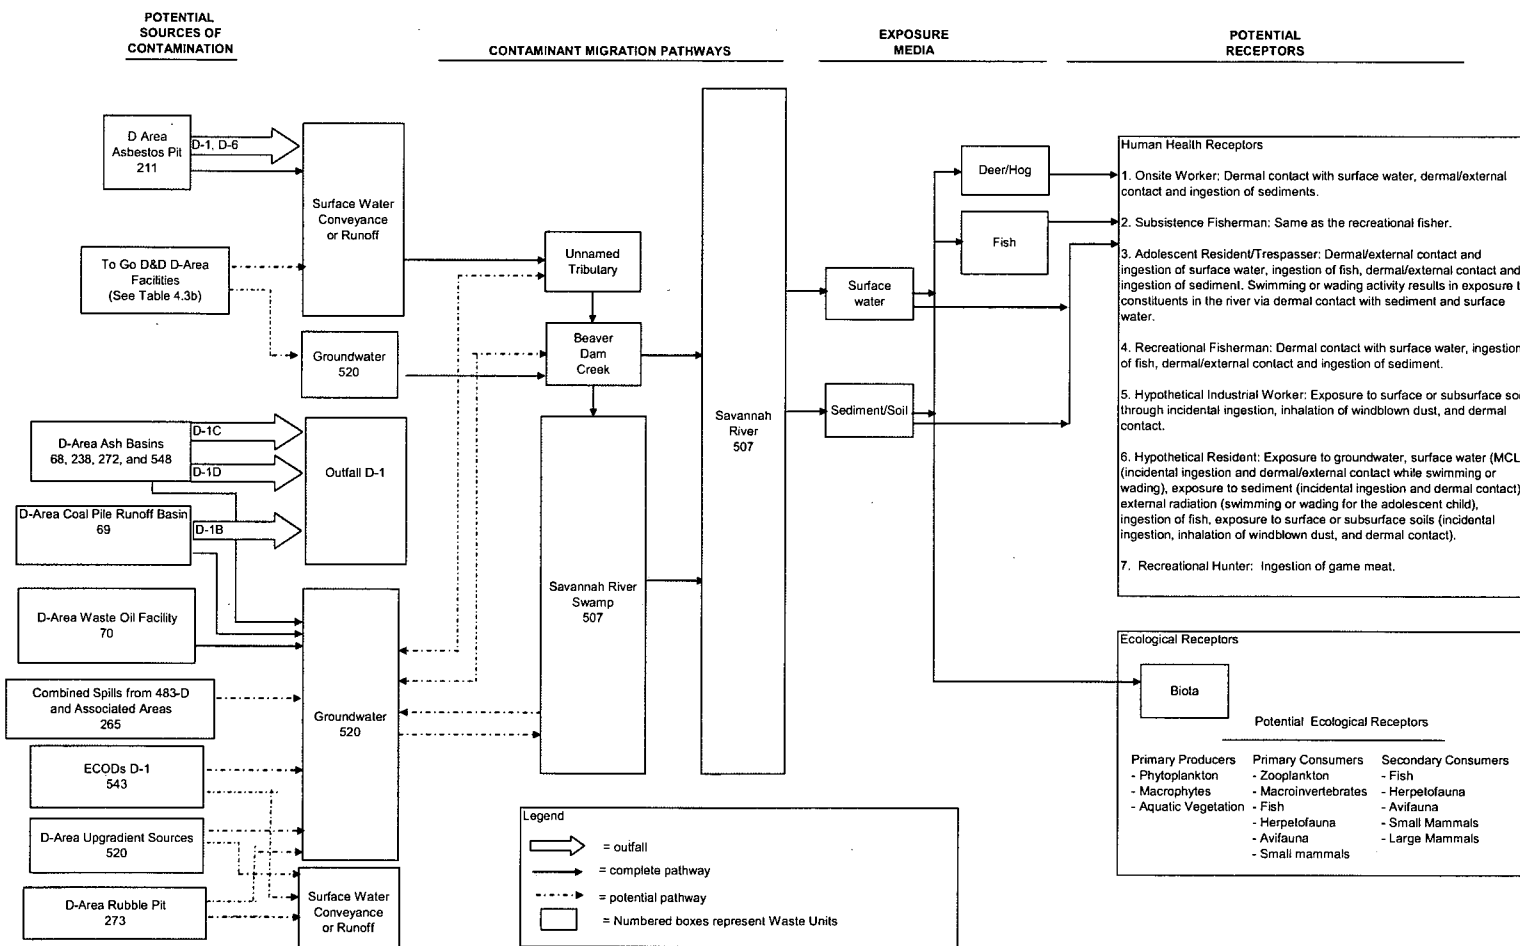 POTENTIAL
SOURCES OF
CONTAMINATION
CONTAMINANT MIGRATION PATHWAYS
EXPOSURE
MEDIA
POTENTIAL
RECEPTORS
D Area
Asbestos Pit
211
D-1, D-6
Surface Water
Conveyance
or Runoff
To Go D&D D-Area
Facilities
(See Table 4.3b)
Groundwater
520
D-Area Ash Basins
68, 238, 272, and 548
D-1C
D-1D
Outfall D-1
D-Area Coal Pile Runoff Basin
69
D-1B
D-Area Waste Oil Facility
70
Combined Spills from 483-D
and Associated Areas
265
ECODs D-1
543
D-Area Upgradient Sources
520
D-Area Rubble Pit
273
Groundwater
520
Surface Water
Conveyance
or Runoff
Unnamed
Tributary
Beaver
Dam
Creek
Savannah River
Swamp
507
Savannah
River
507
Surface
water
Sediment/Soil
Deer/Hog
Fish
Human Health Receptors
1. Onsite Worker: Dermal contact with surface water, dermal/external
contact and ingestion of sediments.
2. Subsistence Fisherman: Same as the recreational fisher.
3. Adolescent Resident/Trespasser: Dermal/external contact and
ingestion of surface water, ingestion of fish, dermal/external contact and
ingestion of sediment. Swimming or wading activity results in exposure t
constituents in the river via dermal contact with sediment and surface
water.
4. Recreational Fisherman: Dermal contact with surface water, ingestion
of fish, dermal/external contact and ingestion of sediment.
5. Hypothetical Industrial Worker: Exposure to surface or subsurface soi
through incidental ingestion, inhalation of windblown dust, and dermal
contact.
6. Hypothetical Resident: Exposure to groundwater, surface water (MCL
(incidental ingestion and dermal/external contact while swimming or
wading), exposure to sediment (incidental ingestion and dermal contact)
external radiation (swimming or wading for the adolescent child),
ingestion of fish, exposure to surface or subsurface soils (incidental
ingestion, inhalation of windblown dust, and dermal contact).
7. Recreational Hunter: Ingestion of game meat.
Ecological Receptors
Biota
Potential Ecological Receptors
Primary Producers
- Phytoplankton
- Macrophytes
- Aquatic Vegetation
Primary Consumers
- Zooplankton
- Macroinvertebrates
- Fish
- Herpetofauna
- Avifauna
- Small mammals
Secondary Consumers
- Fish
- Herpetofauna
- Avifauna
- Small Mammals
- Large Mammals
Legend
= outfall
= complete pathway
= potential pathway
= Numbered boxes represent Waste Units